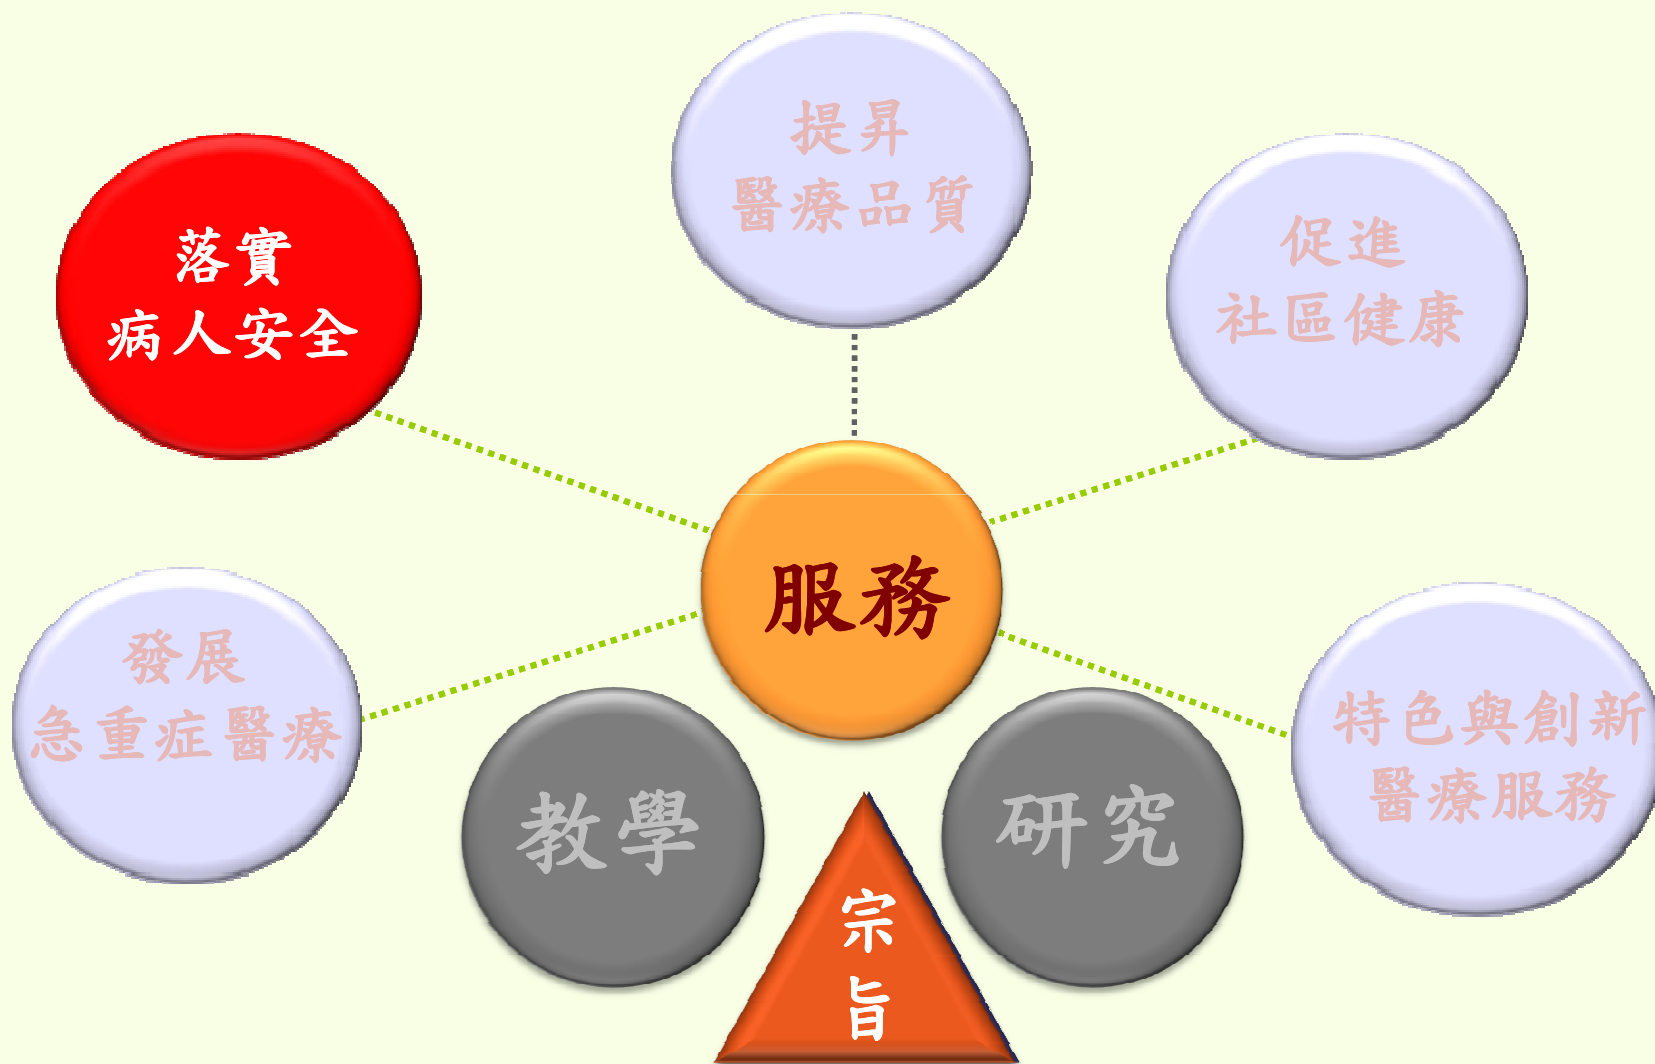 提昇
醫療品質
落實
病人安全
促進
社區健康
服務
發展
急重症醫療
特色與創新
醫療服務
教學
研究
宗
旨